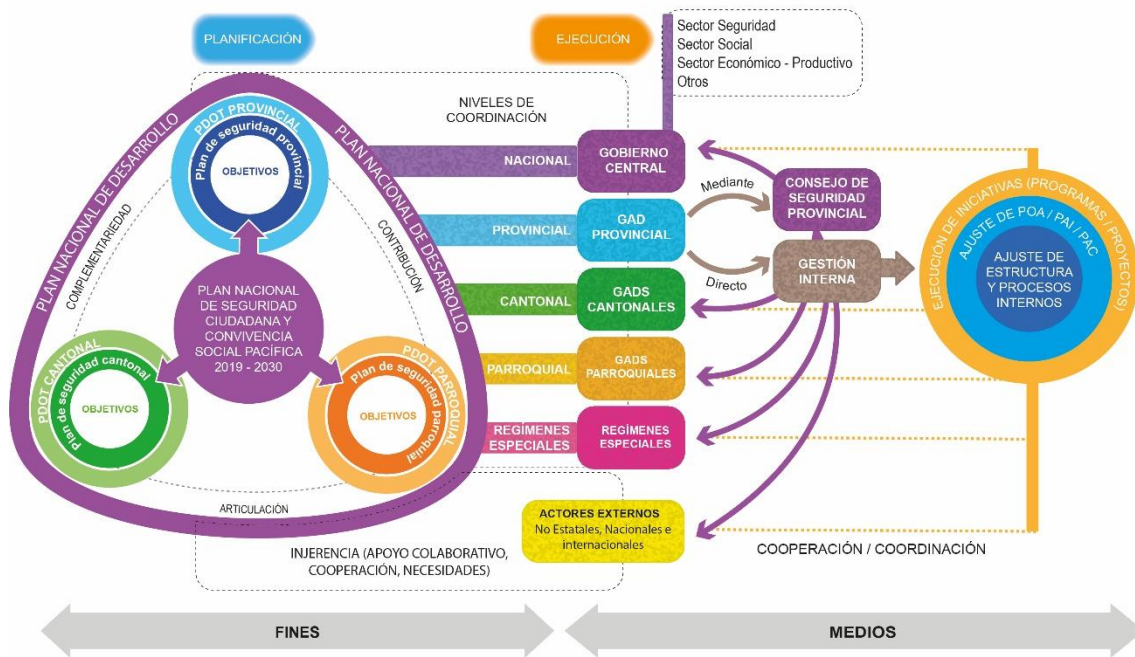 PLANIFICACIÓN
EJECUCIÓN
Sector Seguridad
Sector Social
Sector Económico - Productivo
Otros
NIVELES DE
COORDINACIÓN
PLAN NACIONAL DE DESARROLLO
PLAN NACIONAL DE DESARROLLO
PDOT PROVINCIAL
Plan de seguridad provincial
OBJETIVOS
COMPLEMENTARIEDAD
CONTRIBUCIÓN
PLAN NACIONAL
DE SEGURIDAD
CIUDADANA Y
CONVIVENCIA
SOCIAL PACÍFICA
2019 - 2030
PDOT CANTONAL
Plan de seguridad cantonal
OBJETIVOS
PDOT PARROQUIAL
Plan de seguridad parroquial
OBJETIVOS
ARTICULACIÓN
NACIONAL
GOBIERNO
CENTRAL
PROVINCIAL
GAD
PROVINCIAL
CANTONAL
GADS
CANTONALES
PARROQUIAL
GADS
PARROQUIALES
REGÍMENES
ESPECIALES
REGÍMENES
ESPECIALES
Mediante
Directo
CONSEJO DE
SEGURIDAD
PROVINCIAL
GESTIÓN
INTERNA
EJECUCIÓN DE INICIATIVAS (PROGRAMAS / PROYECTOS)
AJUSTE DE POA / PAI / PAC
AJUSTE DE
ESTRUCTURA
Y PROCESOS
INTERNOS
ACTORES EXTERNOS
No Estatales, Nacionales e
internacionales
INJERENCIA (APOYO COLABORATIVO,
COOPERACIÓN, NECESIDADES)
COOPERACIÓN / COORDINACIÓN
FINES
MEDIOS